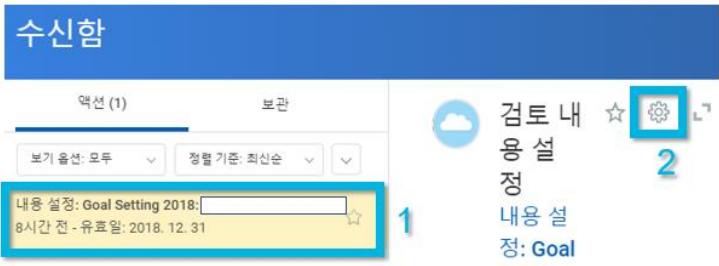 수신함
액션 (1)
보관
보기 옵션: 모두
정렬 기준: 최신순
내용 설정: Goal Setting 2018:
8시간 전 - 유효일: 2018. 12. 31
1
검토 내
용 설
정
내용 설
정: Goal
2